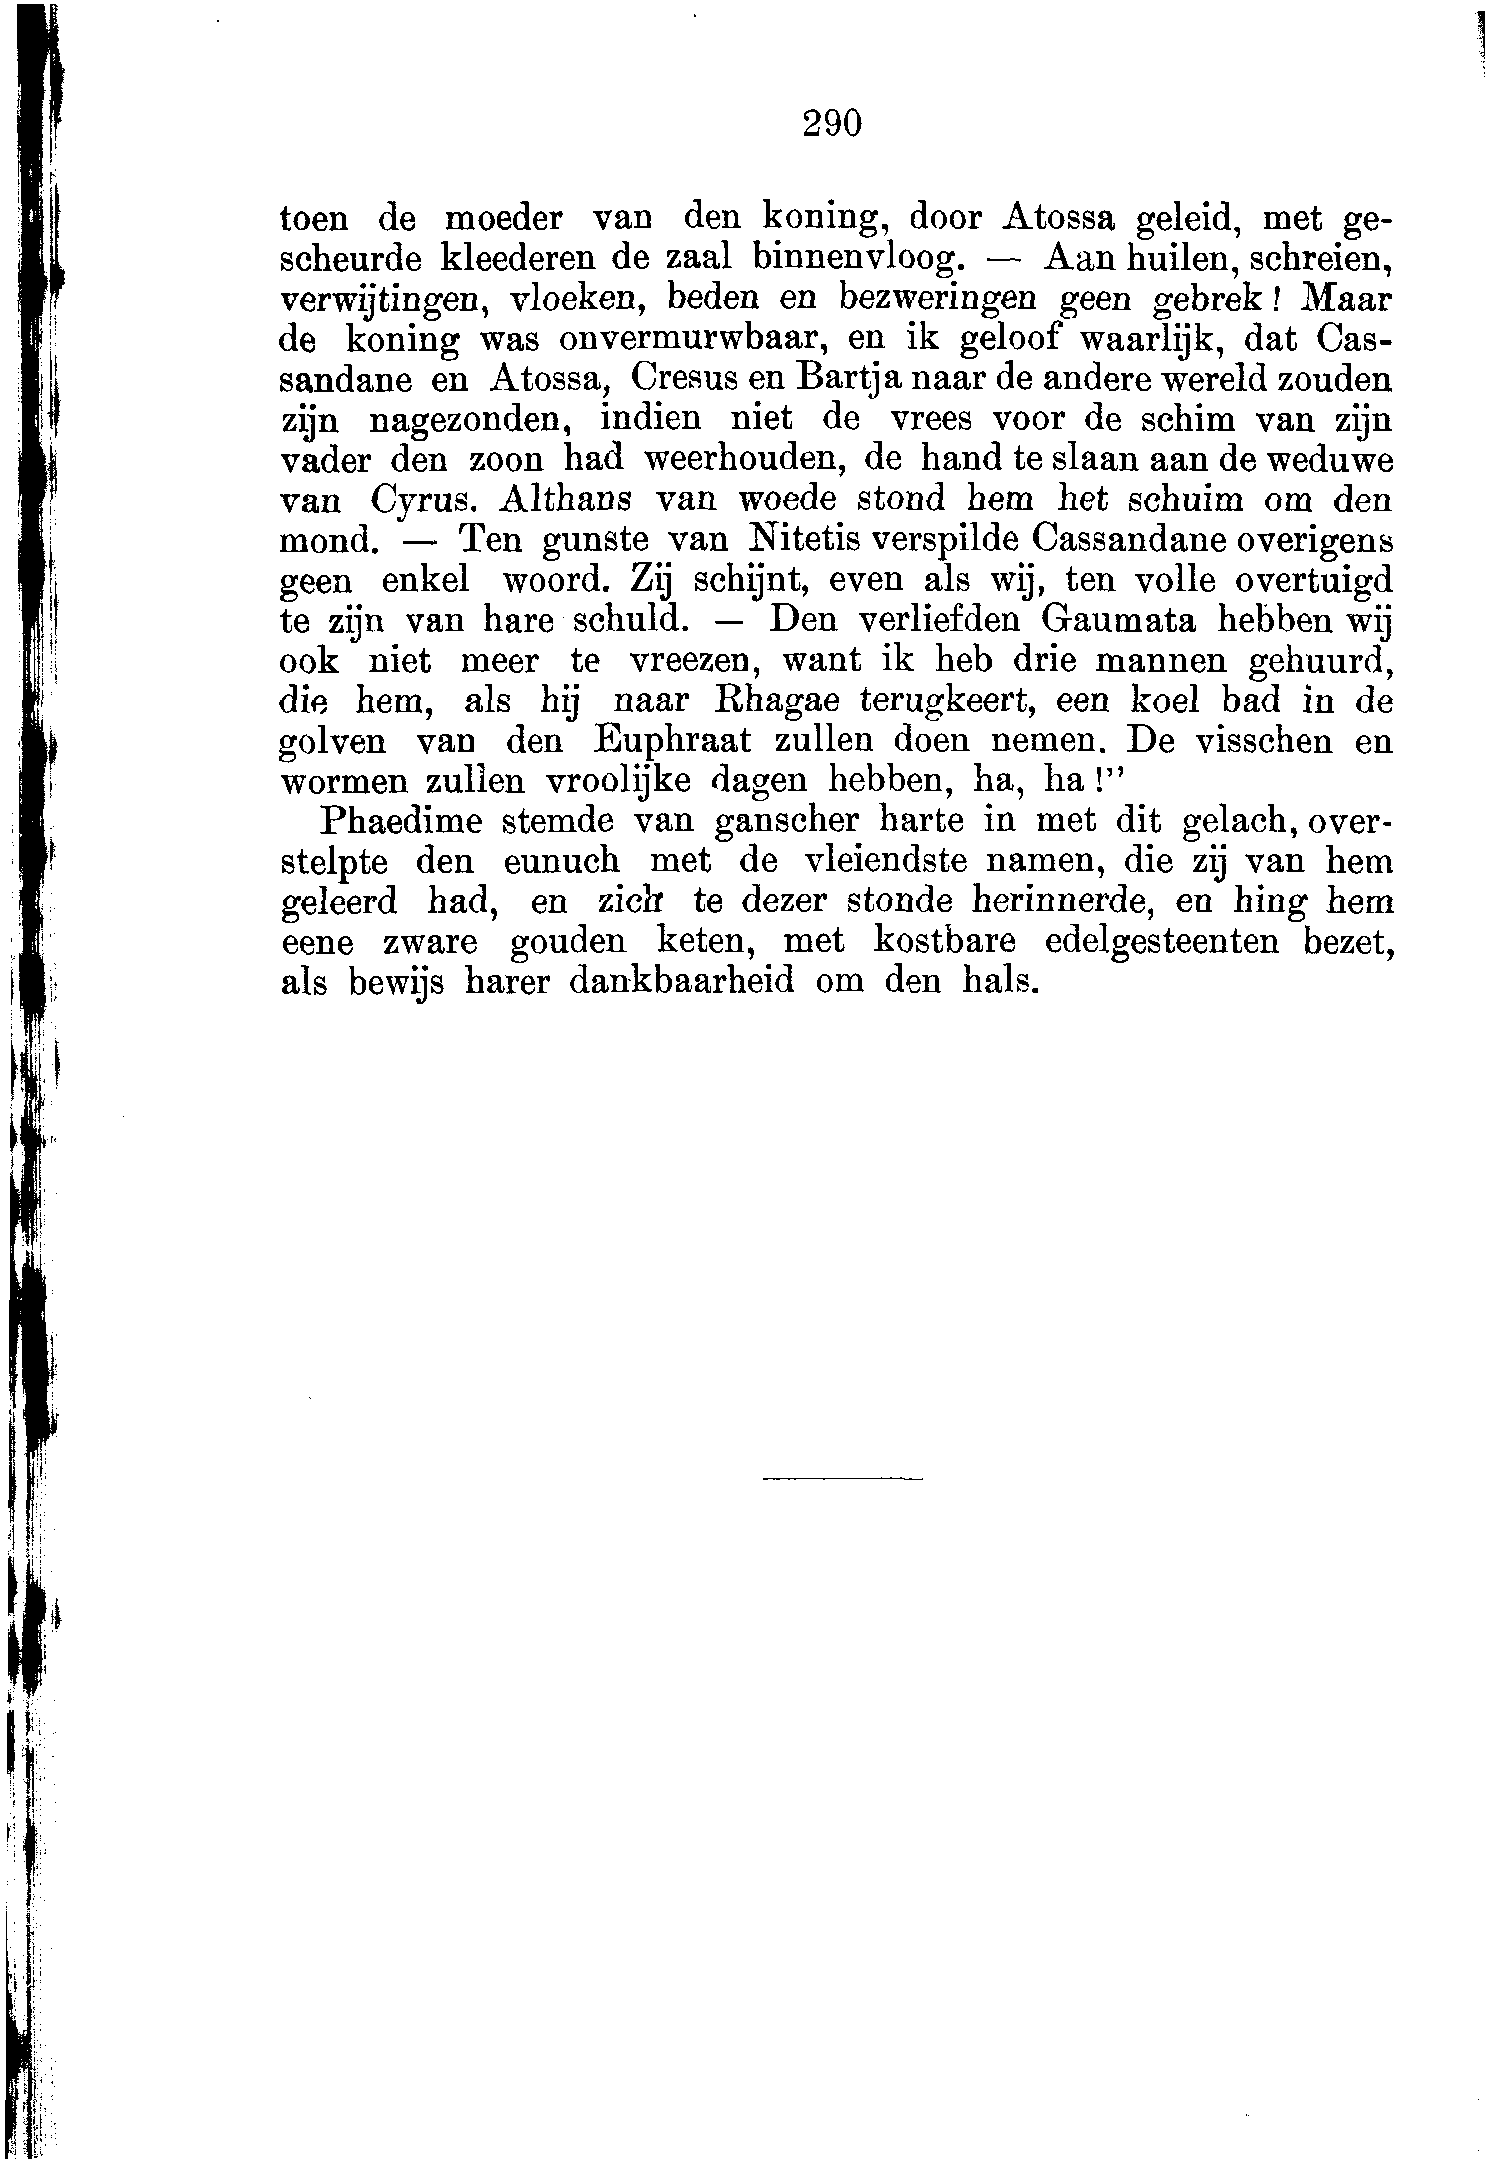 290
toen de moeder van den koning, door Atossa geleid, met ge-
scheurde kleederen de zaal binnenvloog. — Aan huilen, schreien,
verwijtingen, vloeken, beden en bezweringen geen gebrek! Maar
de koning was onvermurwbaar, en ik geloof waarlijk, dat Cas-
sandane en Atossa, Cresus en Bartja naar de andere wereld zouden
zijn nagezonden, indien niet de vrees voor de schim van zijn
vader den zoon had weerhouden, de hand te slaan aan de weduwe
van Cyrus. Althans van woede stond hem het schuim om den
mond. — Ten gunste van Nitetis verspilde Cassandane overigens
geen enkel woord. Zij schijnt, even als wij, ten volle overtuigd
te zijn van hare schuld. — Den verliefden Gaumata hebben wij
ook niet meer te vreezen, want ik heb drie mannen gehuurd,
die hem, als hij naar Rhagae terugkeert, een koel bad in de
golven van den Euphraat zullen doen nemen. De visschen en
wormen zullen vroolijke dagen hebben, ha, ha!”
Phaedime stemde van ganscher harte in met dit gelach, over-
stelpte den eunuch met de vleiendste namen, die zij van hem
geleerd had, en zich te dezer stonde herinnerde, en hing hem
eene zware gouden keten, met kostbare edelgesteenten bezet,
als bewijs harer dankbaarheid om den hals.